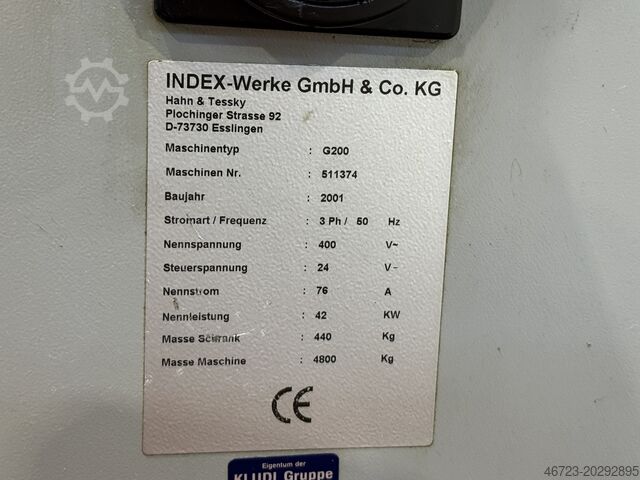 INDEX-Werke GmbH & Co. KG
Hahn & Tessky
Plochinger Strasse 92
D-73730 Esslingen
Maschinentyp : G200
Maschinen Nr. : 511374
Baujahr : 2001
Stromart / Frequenz : 3 Ph / 50 Hz
Nennspannung : 400 V~
Steuerspannung : 24 V-
Nennstrom : 76 A
Nennleistung : 42 KW
Masse Schrank : 440 Kg
Masse Maschine : 4800 Kg
CE
Eigentum der
KLUDI Gruppe
46723-20292895